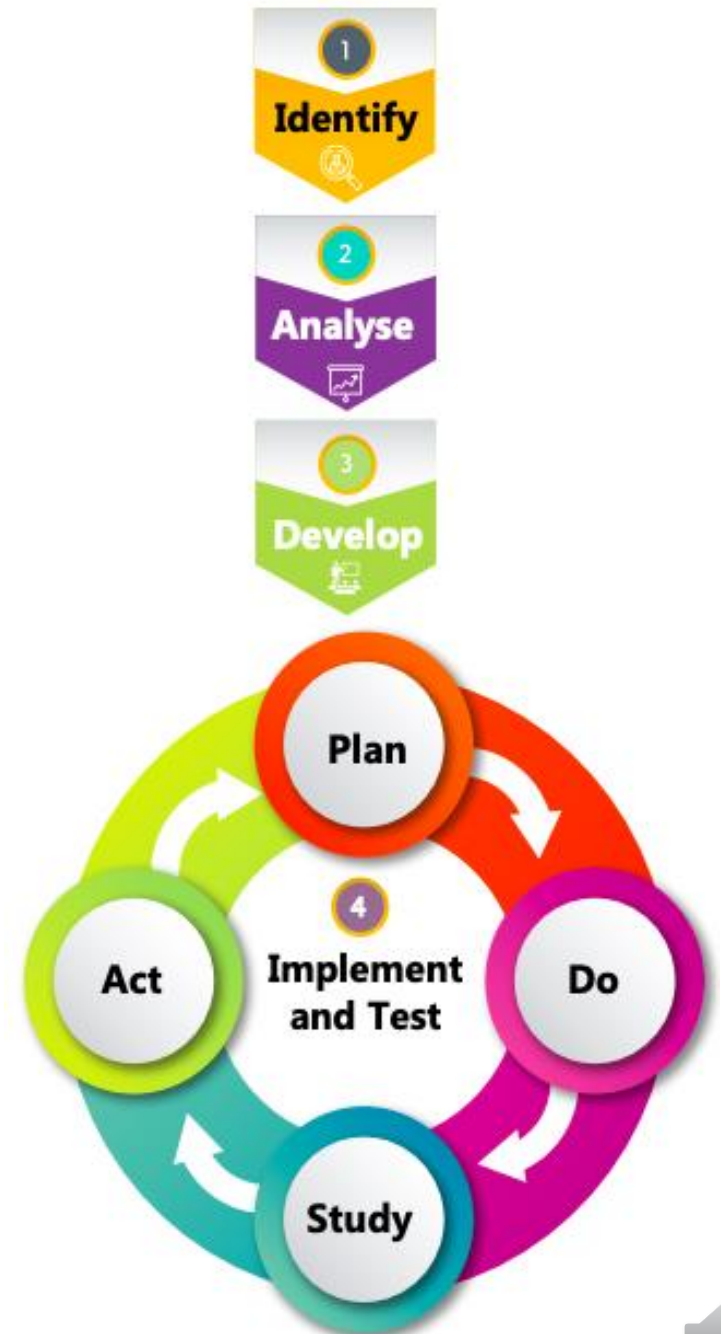 1
Identify
2
Analyse
3
Develop
Plan
4
Implement
and Test
Act
Do
Study